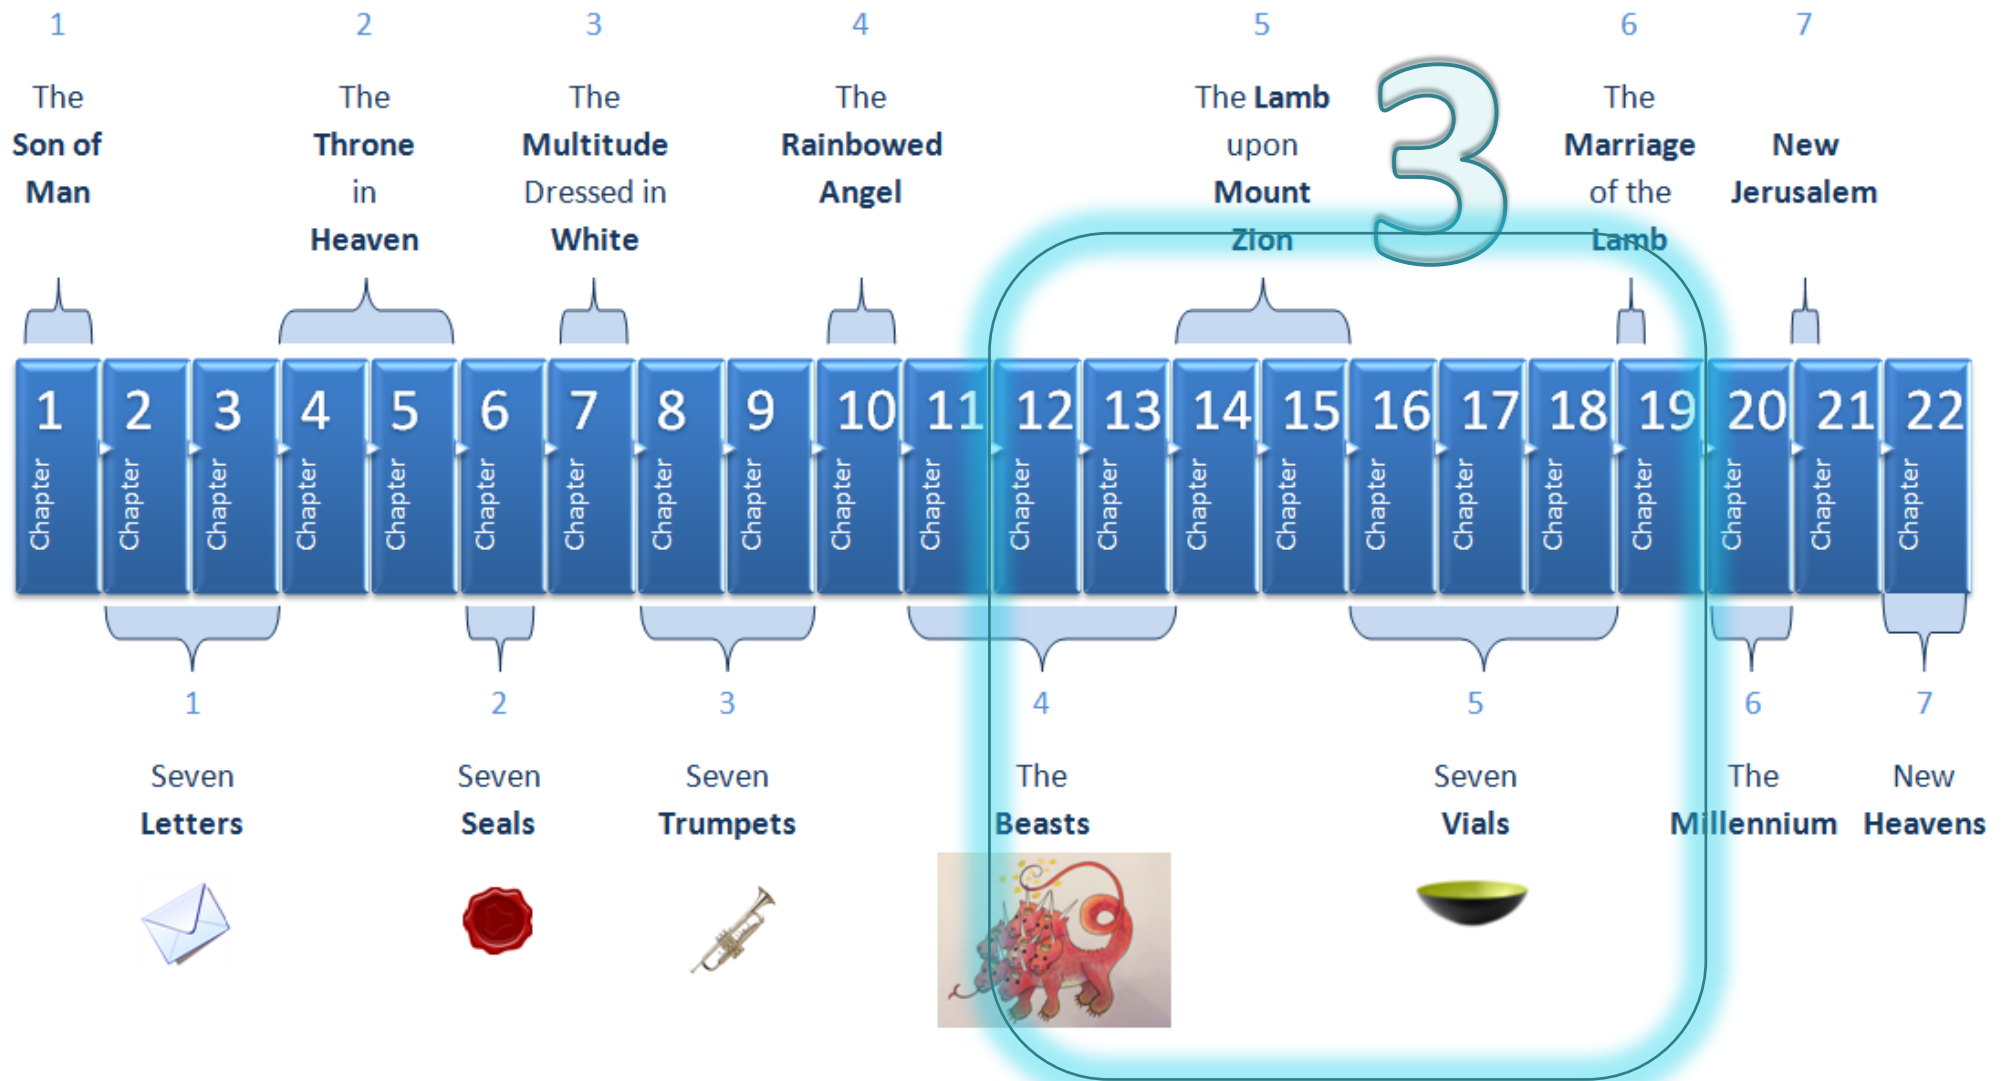 1
The
Son of
Man
2
The
Throne
in
Heaven
3
The
Multitude
Dressed in
White
4
The
Rainbowed
Angel
5
The Lamb
upon
Mount
Zion
3
6
The
Marriage
of the
Lamb
7
New
Jerusalem
1 Chapter
2 Chapter
3 Chapter
4 Chapter
5 Chapter
6 Chapter
7 Chapter
8 Chapter
9 Chapter
10 Chapter
11 Chapter
12 Chapter
13 Chapter
14 Chapter
15 Chapter
16 Chapter
17 Chapter
18 Chapter
19 Chapter
20 Chapter
21 Chapter
22 Chapter
1
Seven
Letters
2
Seven
Seals
3
Seven
Trumpets
4
The
Beasts
5
Seven
Vials
6
The
Millennium
7
New
Heavens